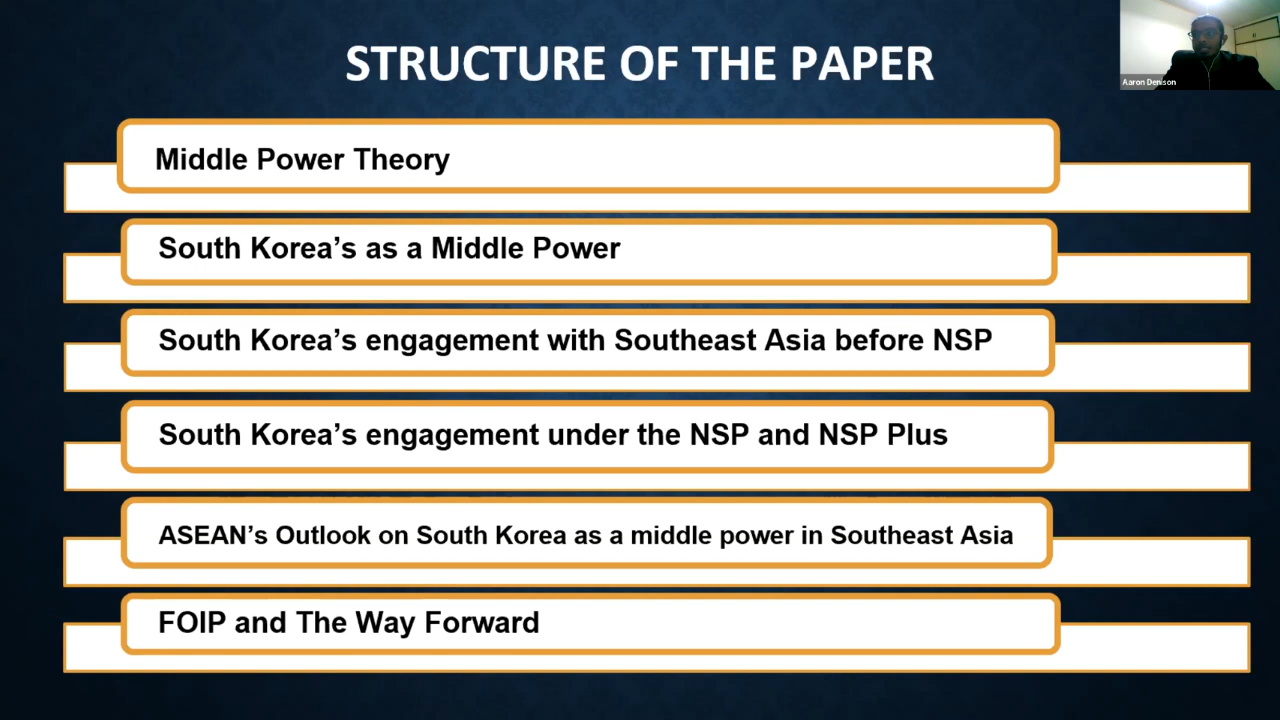 STRUCTURE OF THE PAPER
Aaron Denison
Middle Power Theory
South Korea’s as a Middle Power
South Korea’s engagement with Southeast Asia before NSP
South Korea’s engagement under the NSP and NSP Plus
ASEAN’s Outlook on South Korea as a middle power in Southeast Asia
FOIP and The Way Forward